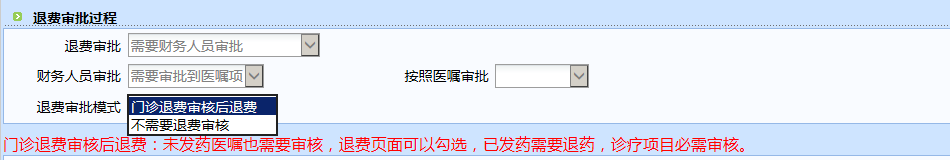 退费审批过程
退费审批 需要财务人员审批
财务人员审批 需要审批到医嘱项 按照医嘱审批
退费审批模式 门诊退费审核后退费
不需要退费审核
门诊退费审核后退费：未发药医嘱也需要审核，退费页面可以勾选，已发药需要退药，诊疗项目必需审核。